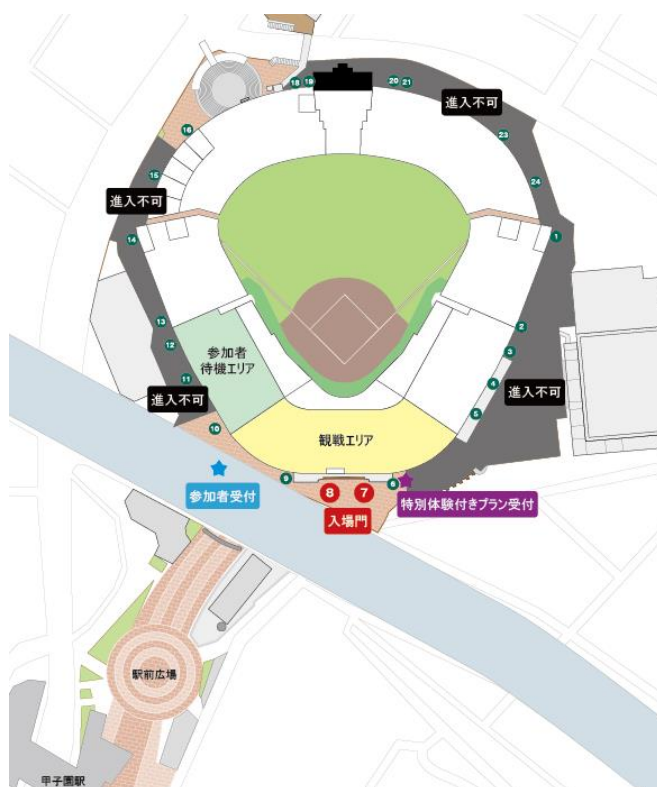 18
19
20
21
進入不可
16
23
15
24
進入不可
14
1
13
2
12
参加者
待機エリア
3
11
4
進入不可
進入不可
5
10
観戦エリア
9
8
7
6
参加者受付
入場門
特別体験付きプラン受付
駅前広場
甲子園駅